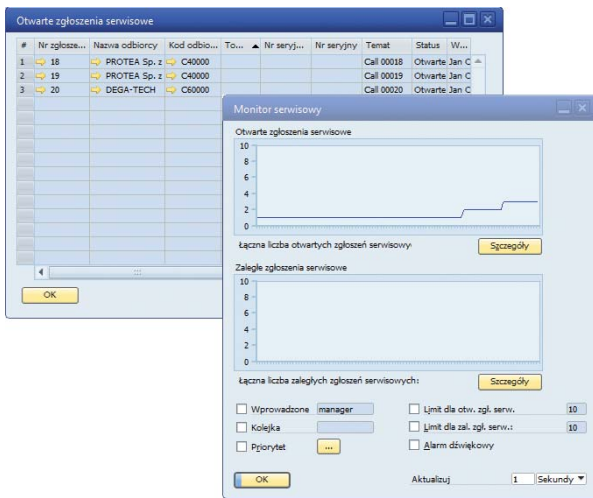 Otwarte zgłoszenia serwisowe
# Nr zgłosze... Nazwa odbiorcy Kod odbio... To... Nr seryj... Nr seryjny Temat Status W...
1 18 PROTEA Sp. z C40000 Call 00018 Otwarte Jan C
2 19 PROTEA Sp. z C40000 Call 00019 Otwarte Jan C
3 20 DEGA-TECH C60000 Call 00020 Otwarte Jan C
OK
Monitor serwisowy
Otwarte zgłoszenia serwisowe
10
8
6
4
2
0
Łączna liczba otwartych zgłoszeń serwisowy: Szczegóły
Zaległe zgłoszenia serwisowe
10
8
6
4
2
0
Łączna liczba zaległych zgłoszeń serwisowych: Szczegóły
Wprowadzone manager Limit dla otw. zgł. serw. 10
Kolejka Limit dla zal. zgł. serw.: 10
Priorytet ... Alarm dźwiękowy
OK Aktualizuj 1 Sekundy